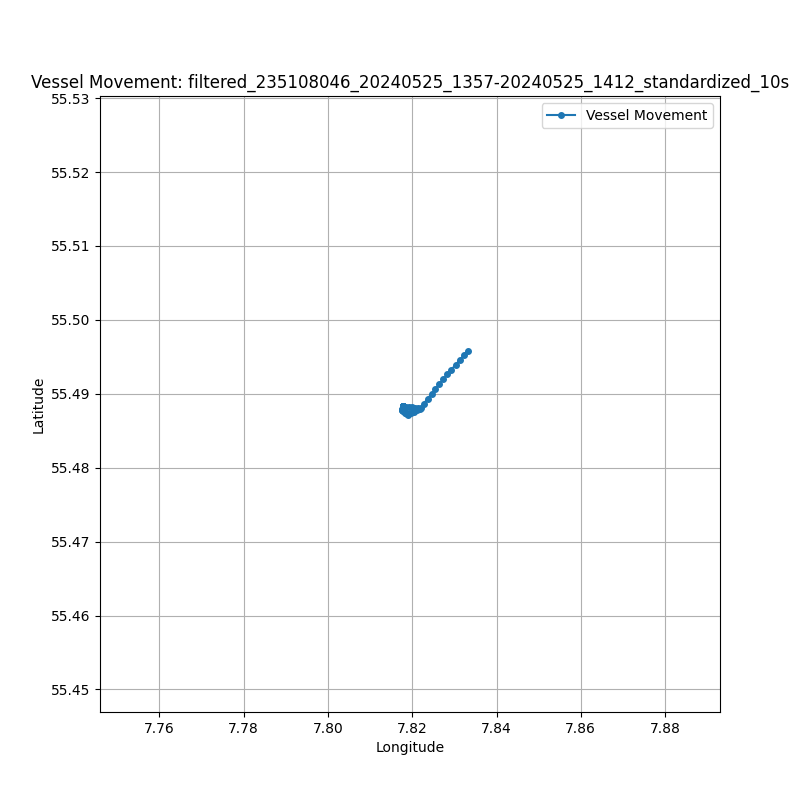 Vessel Movement: filtered_235108046_20240525_1357-20240525_1412_standardized_10s
Vessel Movement
55.53
55.52
55.51
55.50
55.49
55.48
55.47
55.46
55.45
Latitude
7.76 7.78 7.80 7.82 7.84 7.86 7.88
Longitude